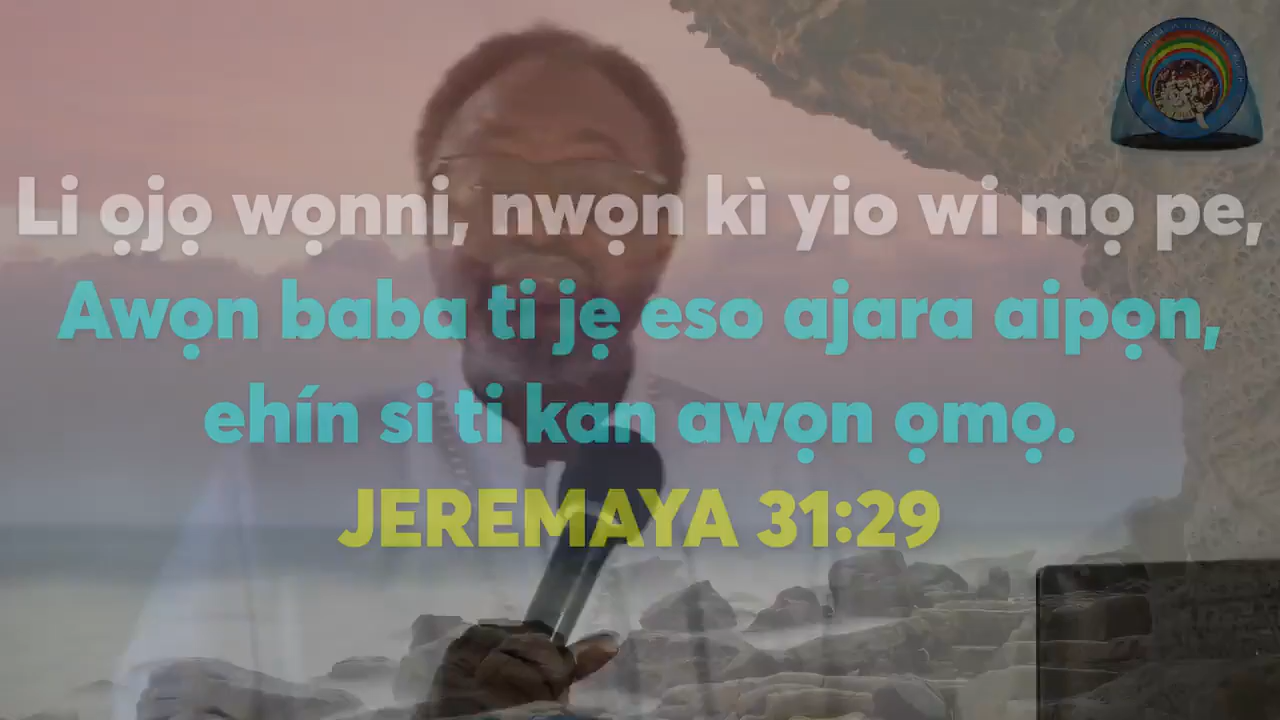 Li ọjọ wọnni, nwọn kì yio wi mọ pe,
Awọn baba ti jẹ eso ajara aipọn,
ehín si ti kan awọn ọmọ.
JEREMAYA 31:29